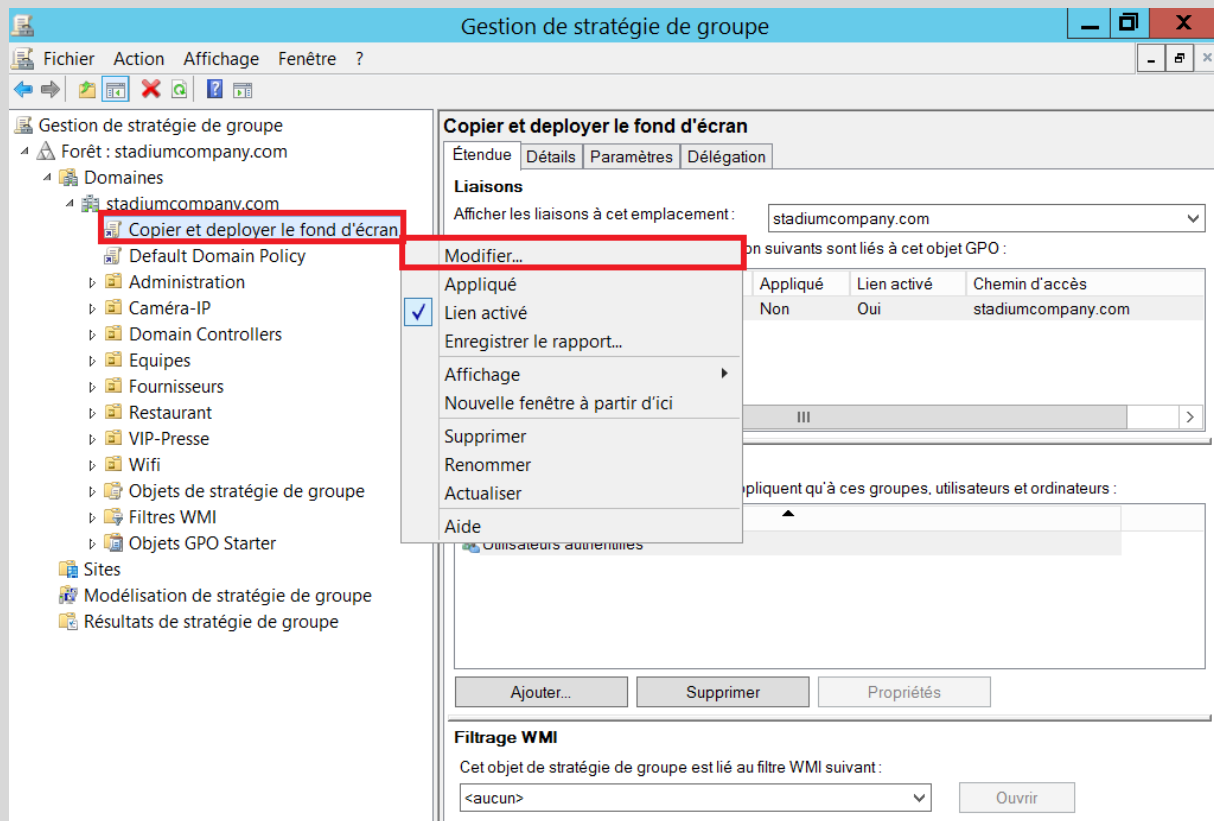 Gestion de stratégie de groupe
Fichier Action Affichage Fenêtre ?
Gestion de stratégie de groupe
Forêt : stadiumcompany.com
Domaines
stadiumcompany.com
Copier et deployer le fond d'écran
Default Domain Policy
Administration
Caméra-IP
Domain Controllers
Equipes
Fournisseurs
Restaurant
VIP-Presse
Wifi
Objets de stratégie de groupe
Filtres WMI
Objets GPO Starter
Sites
Modélisation de stratégie de groupe
Résultats de stratégie de groupe
Modifier...
Appliqué
Lien activé
Enregistrer le rapport...
Affichage
Nouvelle fenêtre à partir d'ici
Supprimer
Renommer
Actualiser
Aide
Copier et deployer le fond d'écran
Étendue Détails Paramètres Délégation
Liaisons
Afficher les liaisons à cet emplacement : stadiumcompany.com
on suivants sont liés à cet objet GPO :
Appliqué Lien activé Chemin d'accès
Non Oui stadiumcompany.com
pliquent qu'à ces groupes, utilisateurs et ordinateurs :
Utilisateurs authentifiés
Ajouter... Supprimer Propriétés
Filtrage WMI
Cet objet de stratégie de groupe est lié au filtre WMI suivant :
<aucun> Ouvrir